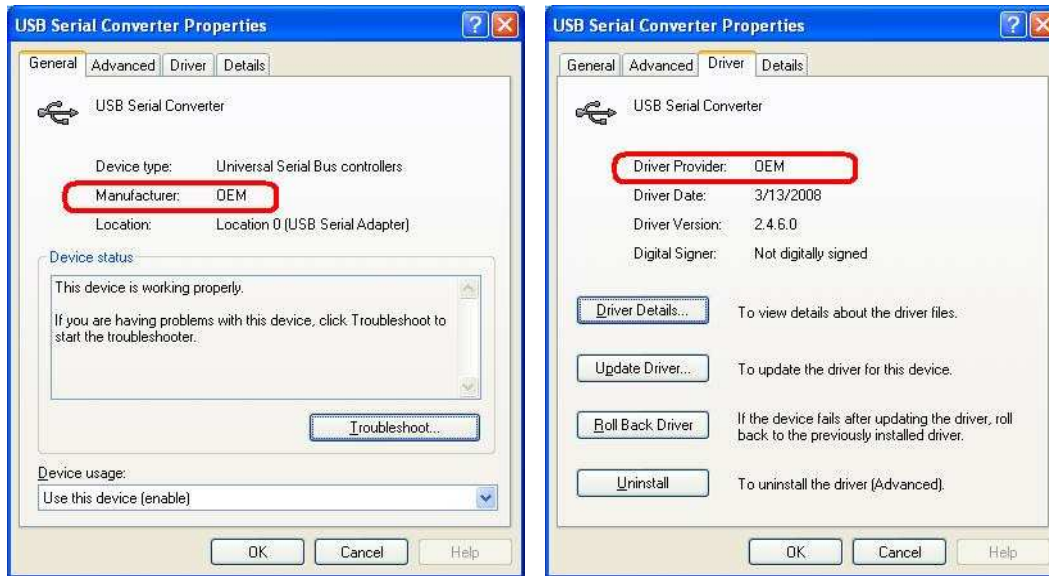 USB Serial Converter Properties
General Advanced Driver Details
USB Serial Converter
Device type: Universal Serial Bus controllers
Manufacturer: OEM
Location: Location 0 (USB Serial Adapter)
Device status
This device is working properly.
If you are having problems with this device, click Troubleshoot to
start the troubleshooter.
Troubleshoot...
Device usage:
Use this device (enable)
OK Cancel Help
USB Serial Converter Properties
General Advanced Driver Details
USB Serial Converter
Driver Provider: OEM
Driver Date: 3/13/2008
Driver Version: 2.4.6.0
Digital Signer: Not digitally signed
Driver Details... To view details about the driver files.
Update Driver... To update the driver for this device.
Roll Back Driver If the device fails after updating the driver, roll
back to the previously installed driver.
Uninstall To uninstall the driver (Advanced).
OK Cancel Help